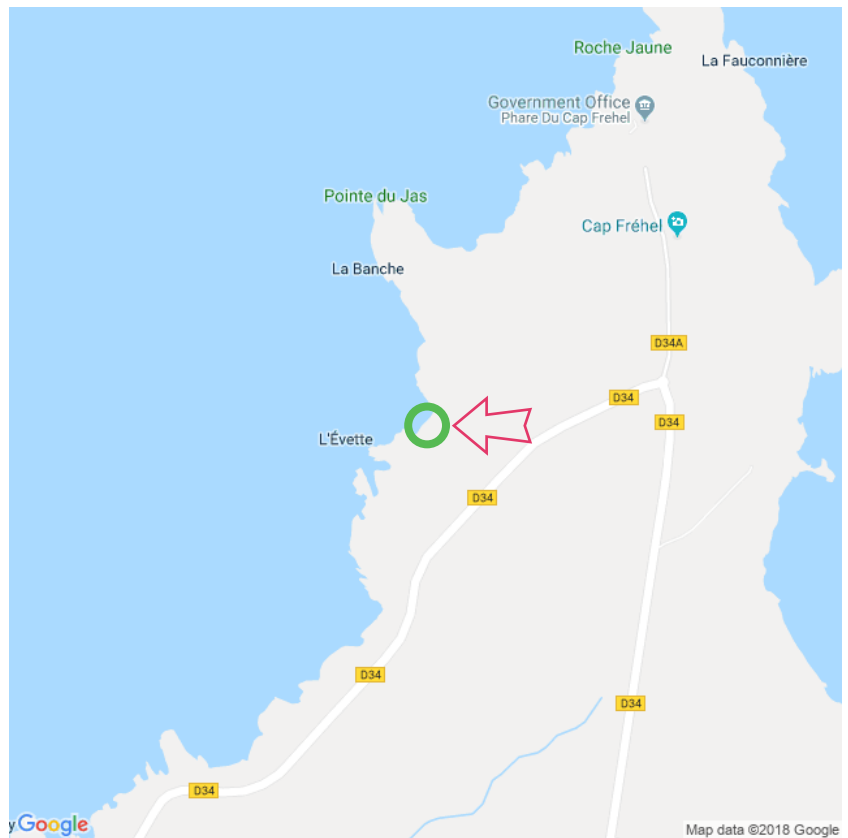 Roche Jaune
La Fauconnière
Government Office
Phare Du Cap Frehel
Pointe du Jas
Cap Fréhel
La Banche
D34A
D34
D34
L'Évette
D34
D34
D34
D34
y Google
Map data ©2018 Google